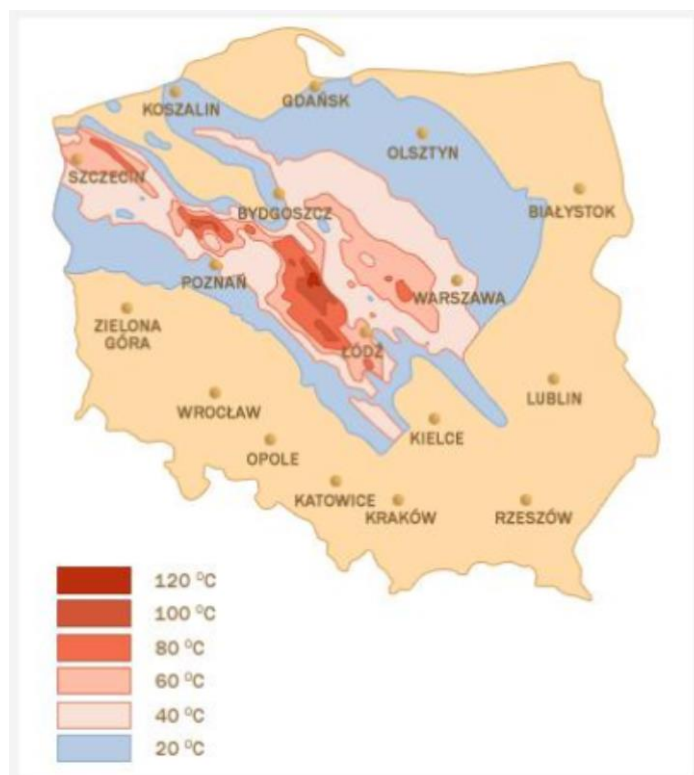 KOSZALIN
GDAŃSK
OLSZTYN
SZCZECIN
BYDGOSZCZ
BIAŁYSTOK
POZNAŃ
WARSZAWA
ZIELONA
GÓRA
ŁÓDŹ
WROCŁAW
LUBLIN
KIELCE
OPOLE
KATOWICE
KRAKÓW
RZESZÓW
120 °C
100 °C
80 °C
60 °C
40 °C
20 °C